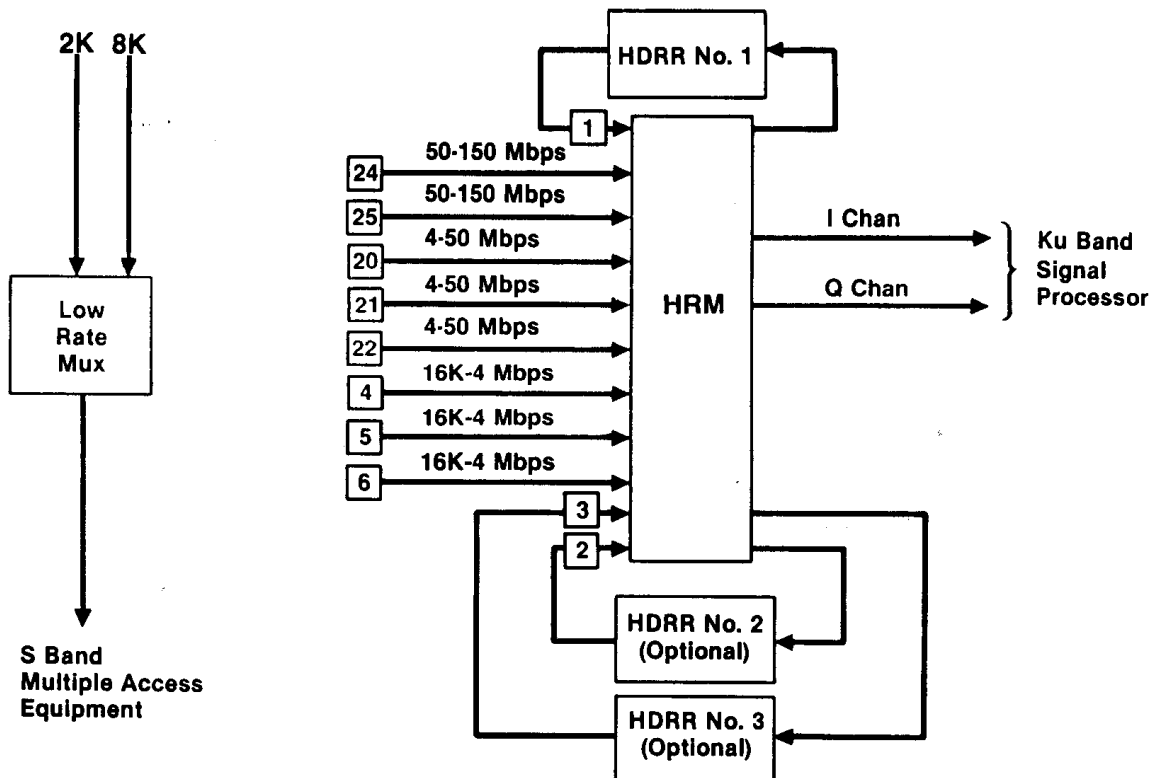 2K 8K
Low
Rate
Mux
S Band
Multiple Access
Equipment
HDRR No. 1
1
50-150 Mbps
24
50-150 Mbps
25
4-50 Mbps
20
4-50 Mbps
21
4-50 Mbps
22
16K-4 Mbps
4
16K-4 Mbps
5
16K-4 Mbps
6
3
2
HRM
I Chan
Q Chan
Ku Band
Signal
Processor
HDRR No. 2
(Optional)
HDRR No. 3
(Optional)